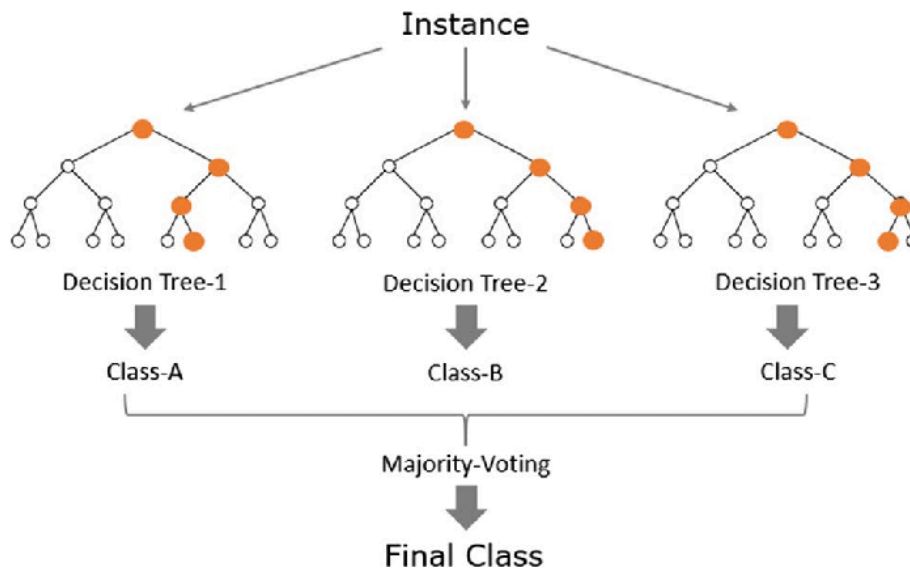 Instance
Decision Tree-1
Decision Tree-2
Decision Tree-3
Class-A
Class-B
Class-C
Majority-Voting
Final Class